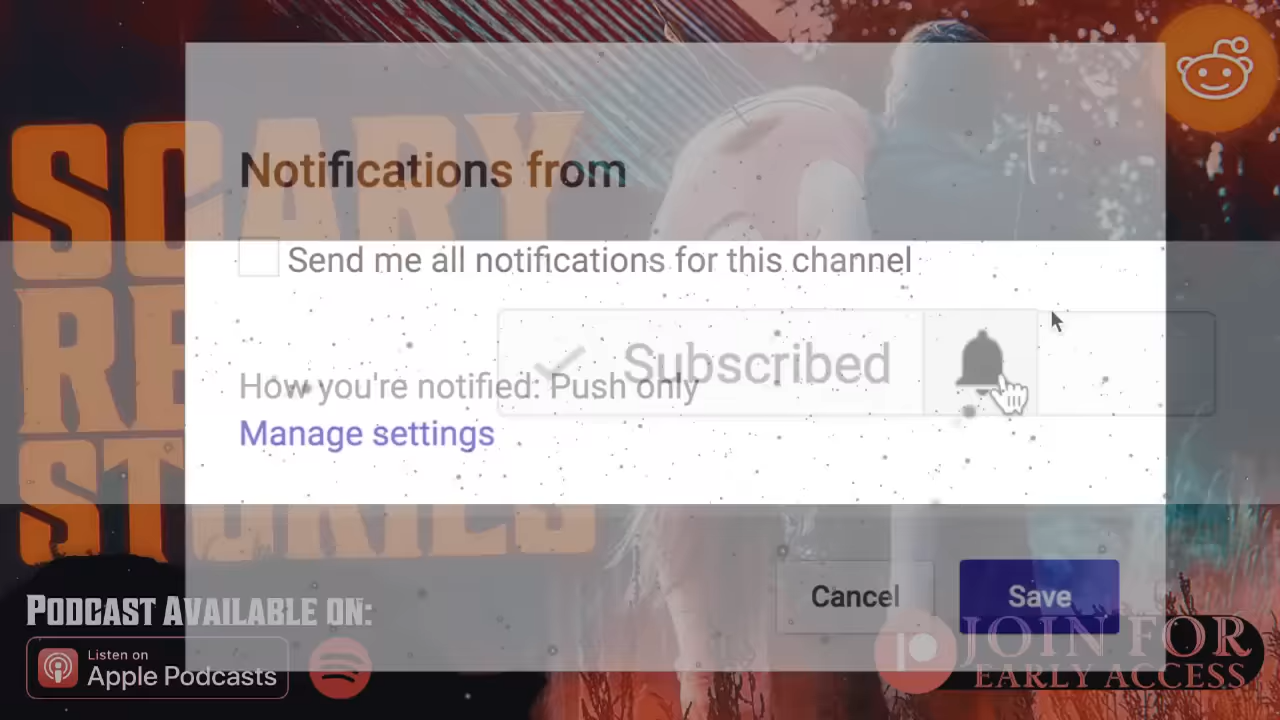 SCARY
Notifications from
Send me all notifications for this channel
RE
Subscribed
How you're notified: Push only
Manage settings
STORIES
Cancel
Save
PODCAST AVAILABLE ON:
Listen on
Apple Podcasts
JOIN FOR
EARLY ACCESS